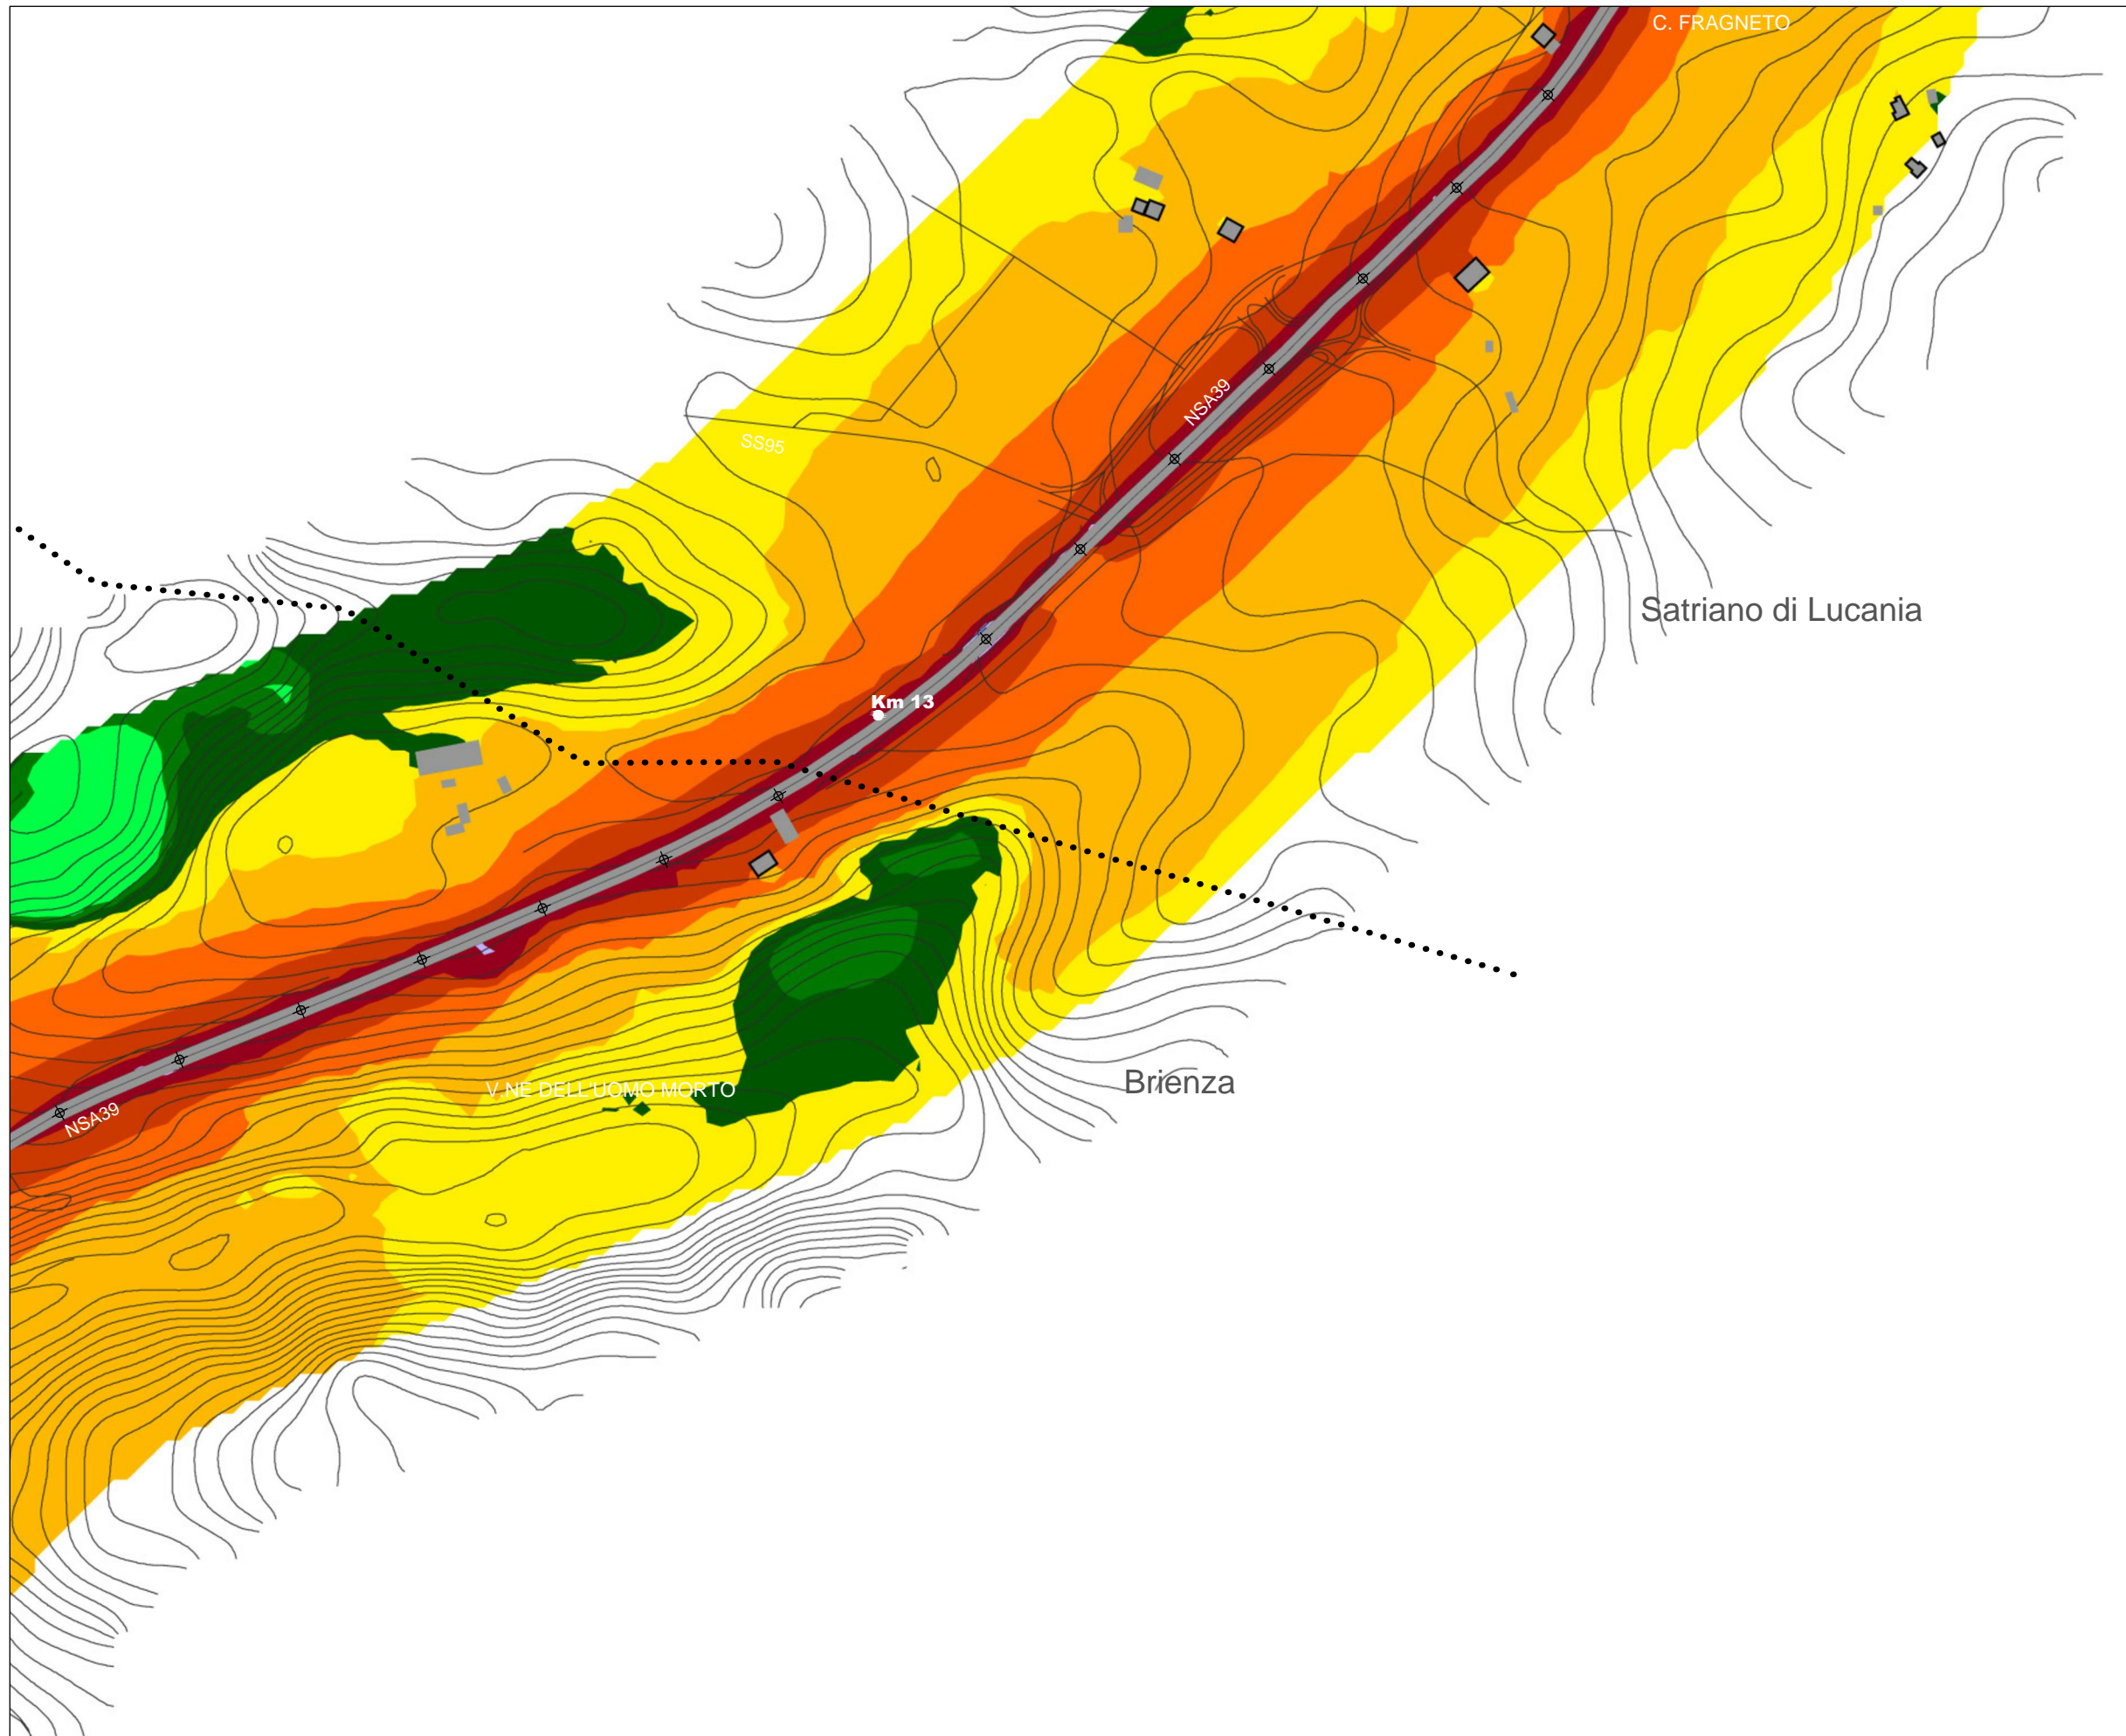 C. FRAGNETO
NSA39
SS95
Satriano di Lucania
Km 13
Brienza
V.NE DELL'UOMO MORTO
NSA39